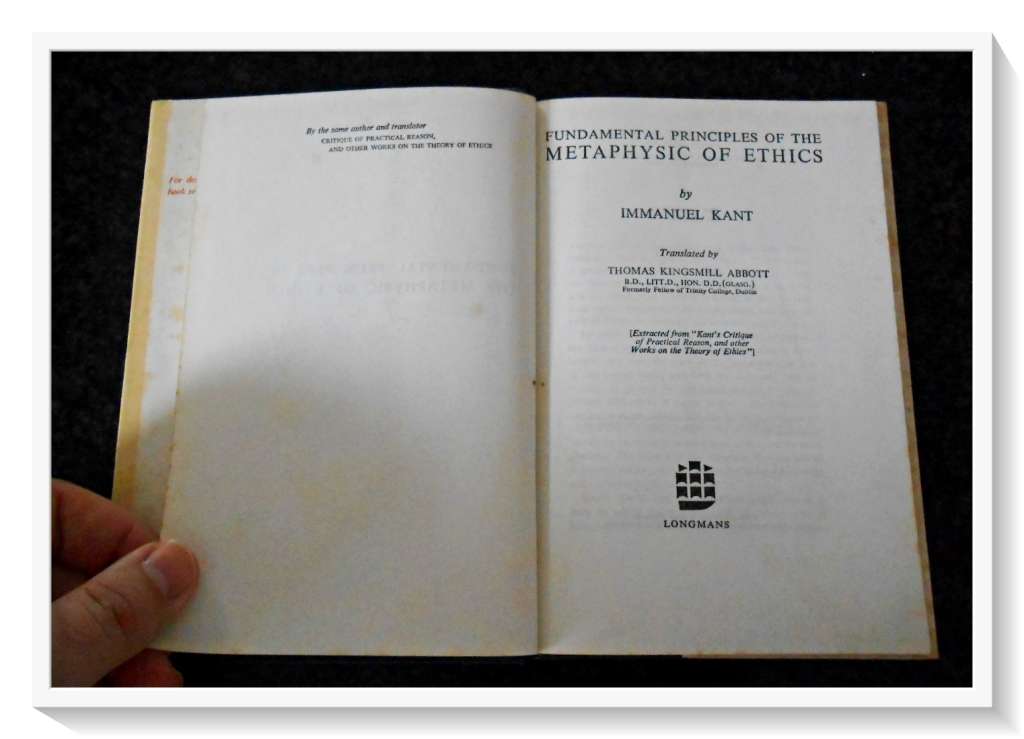 By the same author and translator
CRITIQUE OF PRACTICAL REASON,
AND OTHER WORKS ON THE THEORY OF ETHICS
For
book
FUNDAMENTAL PRINCIPLES OF THE
METAPHYSIC OF ETHICS
by
IMMANUEL KANT
Translated by
THOMAS KINGSMILL ABBOTT
B.D., LITT.D., HON. D.D. (GLASG.)
Formerly Fellow of Trinity College, Dublin
[Extracted from "Kant's Critique
of Practical Reason, and other
Works on the Theory of Ethics"]
LONGMANS